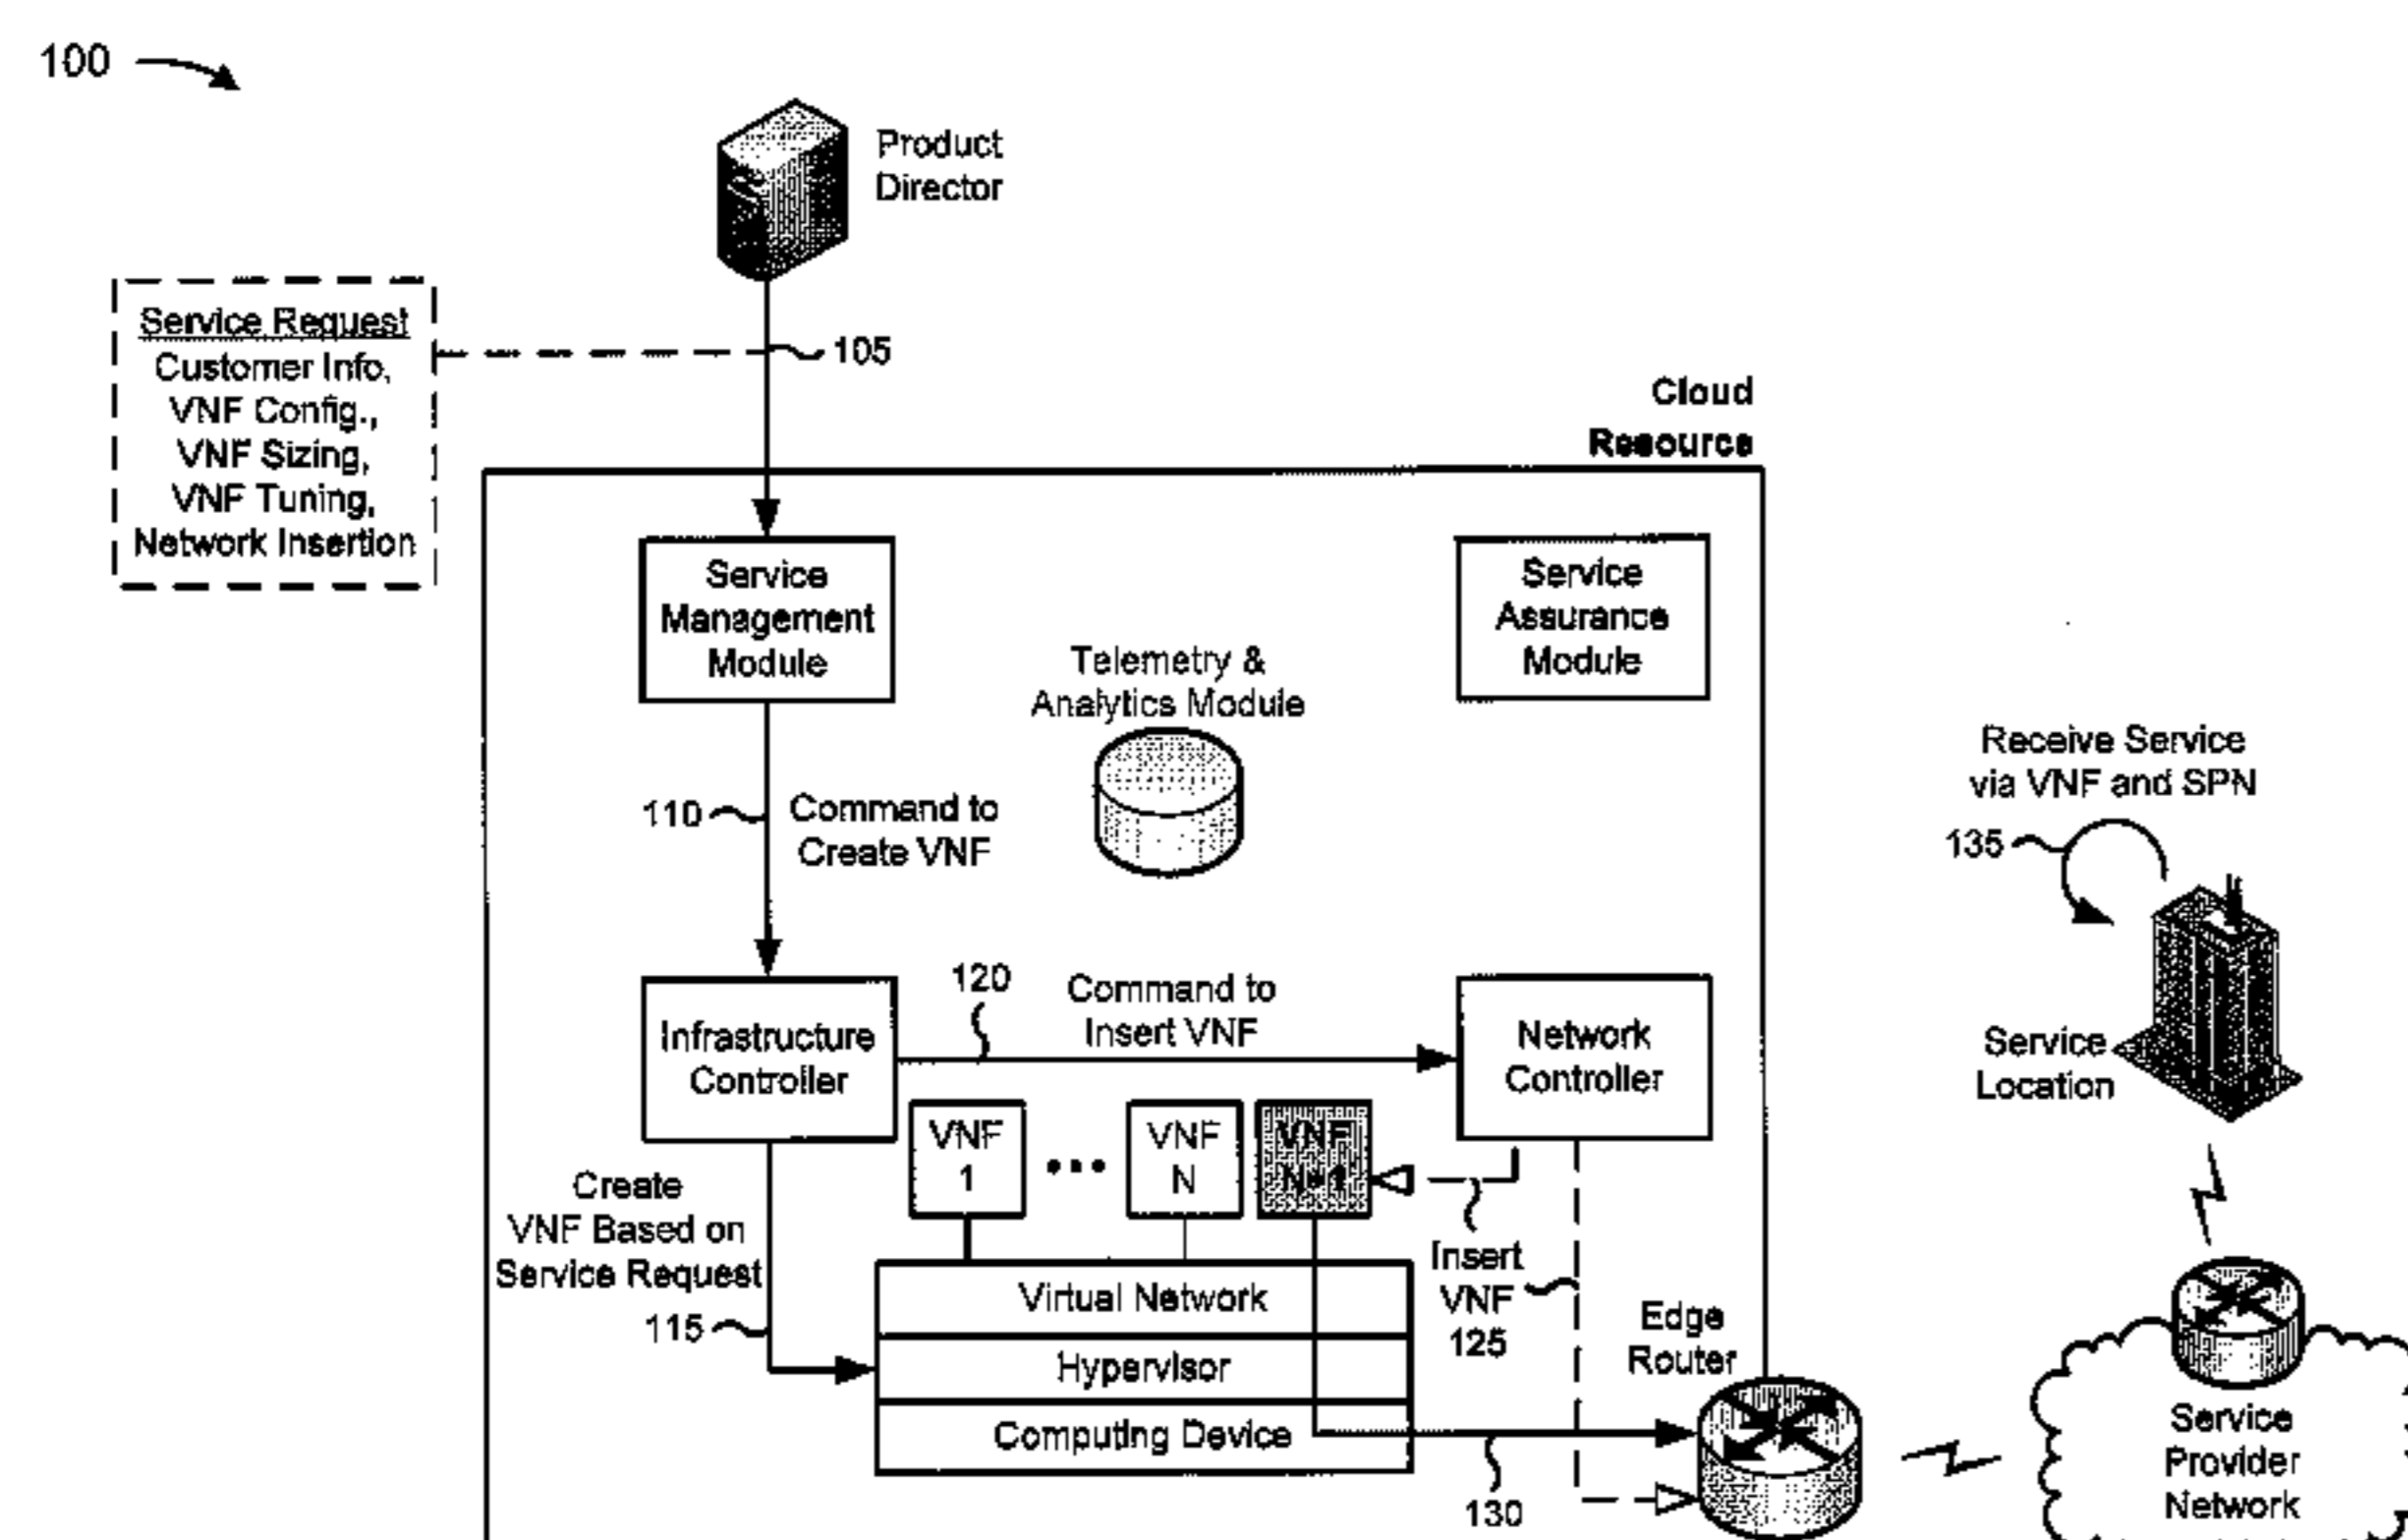 100
Product
Director
Service Request
Customer Info,
VNF Config.,
VNF Sizing,
VNF Tuning,
Network Insertion
105
Cloud
Resource
Service
Management
Module
Service
Assurance
Module
Telemetry &
Analytics Module
110
Command to
Create VNF
Receive Service
via VNF and SPN
135
Service
Location
Infrastructure
Controller
120
Command to
Insert VNF
Network
Controller
VNF
1
•••
VNF
N
VNF
N+1
Create
VNF Based on
Service Request
115
Insert
VNF
125
Virtual Network
Hypervisor
Computing Device
Edge
Router
130
Service
Provider
Network